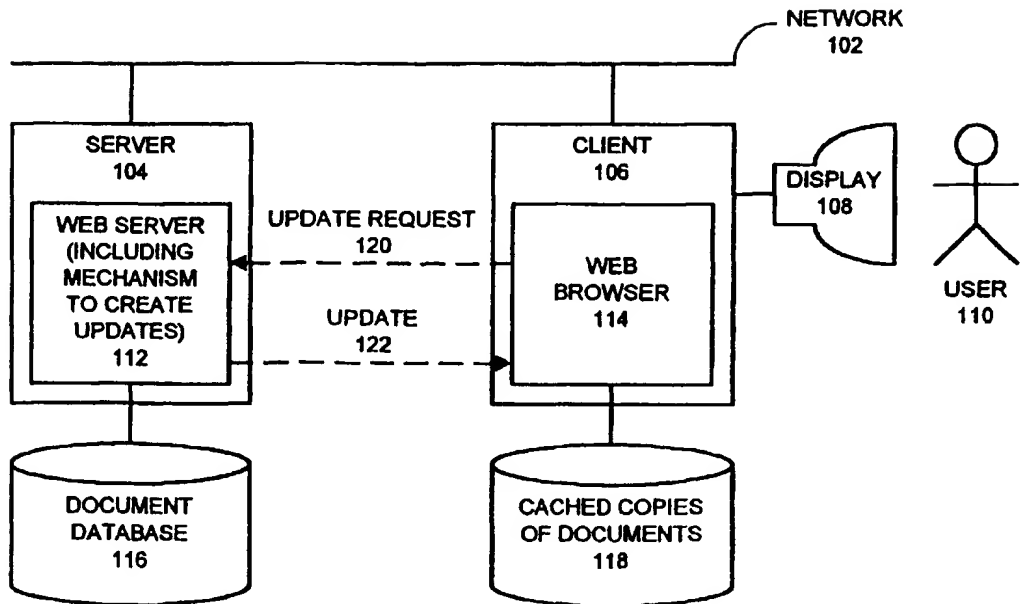 NETWORK
102
SERVER
104
CLIENT
106
DISPLAY
108
WEB SERVER
(INCLUDING
MECHANISM
TO CREATE
UPDATES)
112
UPDATE REQUEST
120
UPDATE
122
WEB
BROWSER
114
USER
110
DOCUMENT
DATABASE
116
CACHED COPIES
OF DOCUMENTS
118